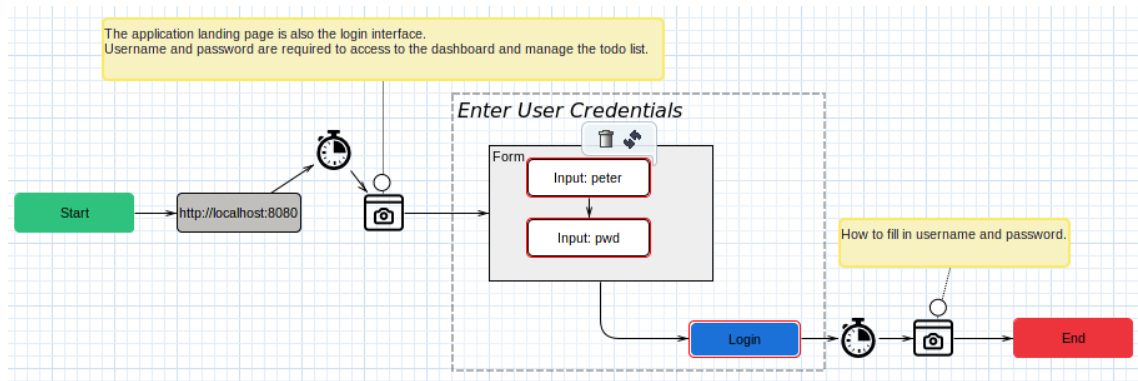 The application landing page is also the login interface.
Username and password are required to access to the dashboard and manage the todo list.
Enter User Credentials
Form
Input: peter
Start
http://localhost:8080
Input: pwd
How to fill in username and password.
Login
End